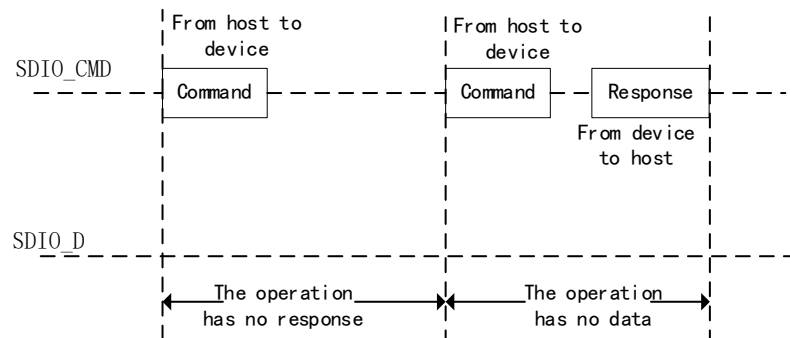 From host to
device
From host to
device
SDIO_CMD
Command
Command
Response
From device
to host
SDIO_D
The operation
has no response
The operation
has no data